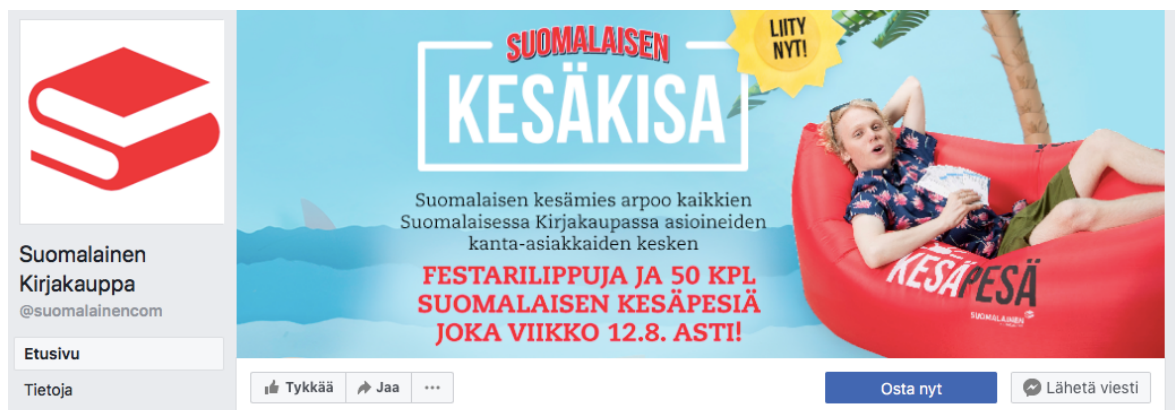 Suomalainen
Kirjakauppa
@suomalainencom
Etusivu
Tietoja
SUOMALAISEN
KESÄKISA
LIITY
NYT!
Suomalaisen kesämies arpoo kaikkien
Suomalaisessa Kirjakaupassa asioineiden
kanta-asiakkaiden kesken
FESTARILIPPUJA JA 50 KPL
SUOMALAISEN KESÄPESIÄ
JOKA VIIKKO 12.8. ASTI!
KESÄPESÄ
SUOMALAINEN
Tykkää
Jaa
Osta nyt
Lähetä viesti